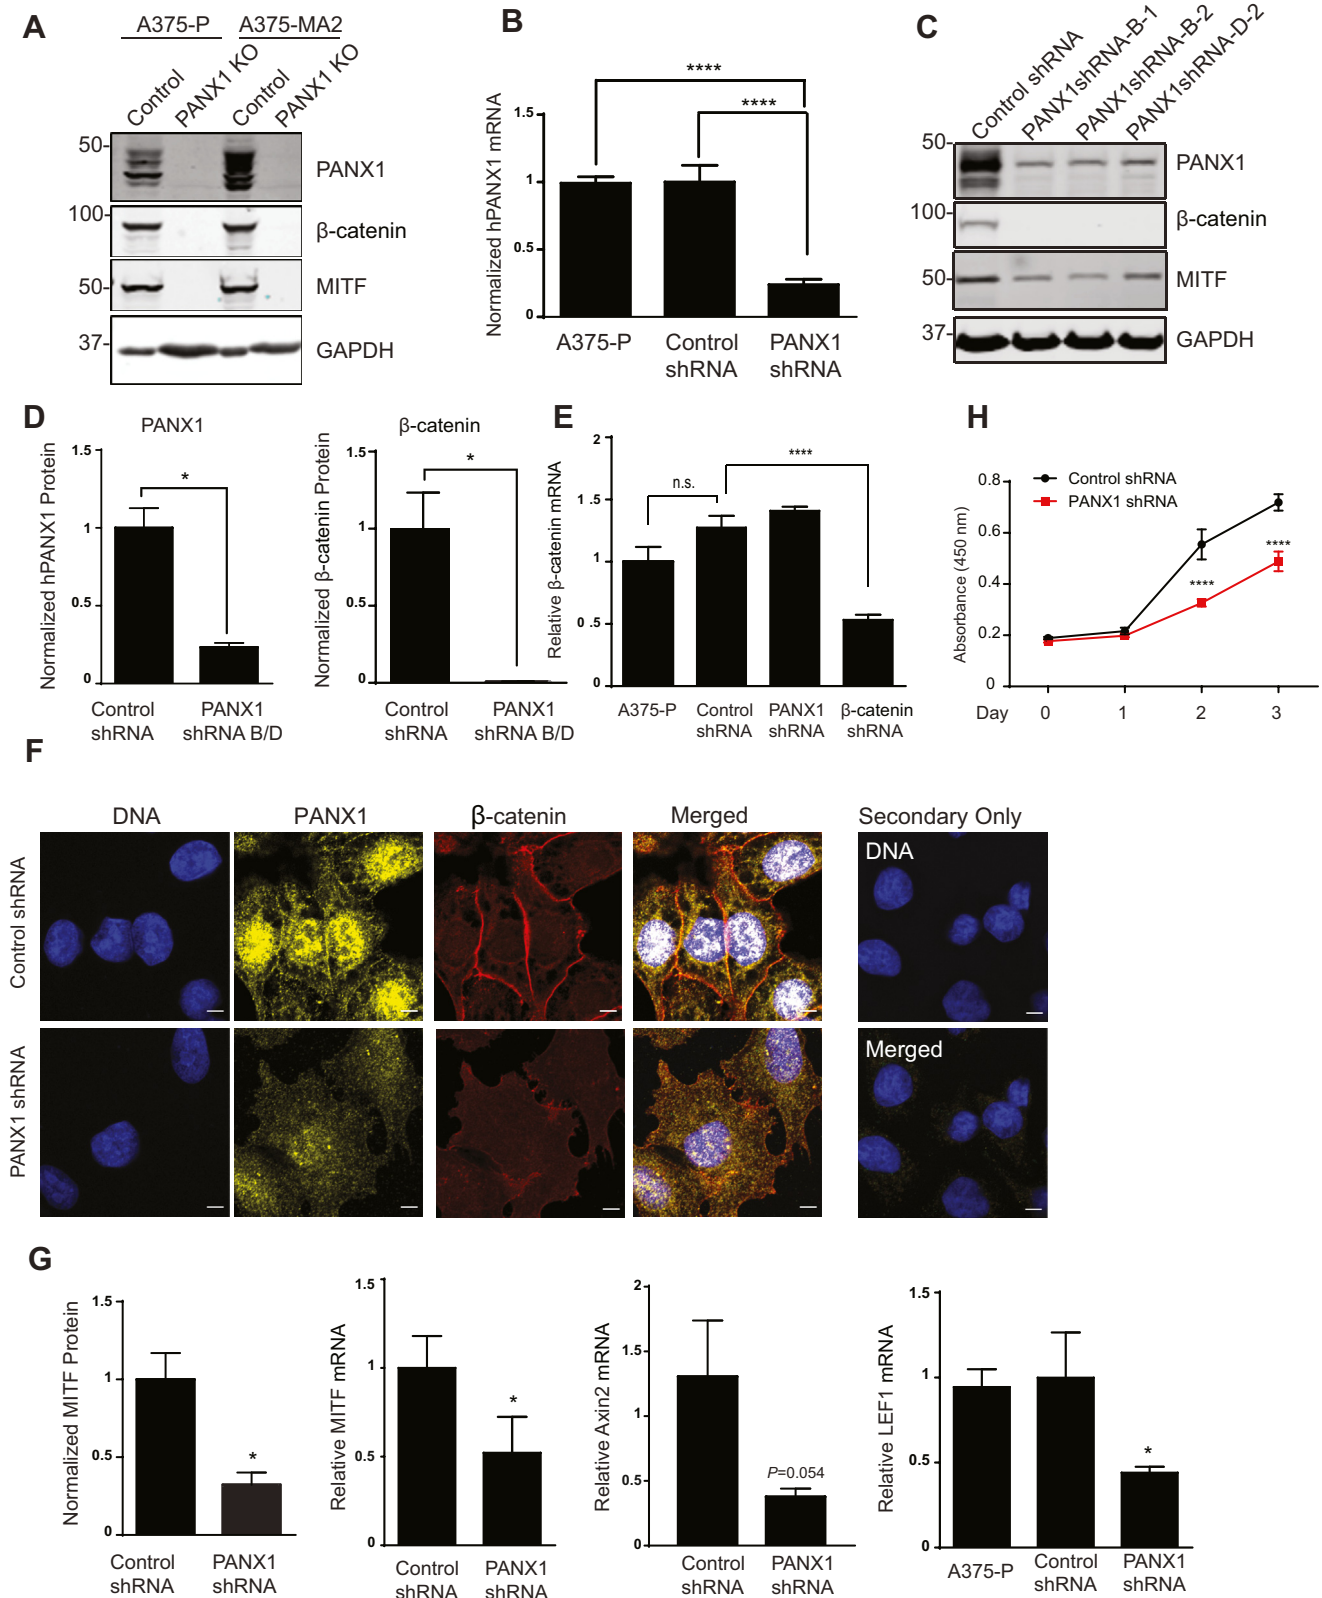 A
A375-P
A375-MA2
Control
PANX1 KO
Control
PANX1 KO
50
PANX1
100
β-catenin
50
MITF
37
GAPDH
B
Normalized hPANX1 mRNA
1.5
1
0.5
0
****
****
A375-P
Control
shRNA
PANX1
shRNA
C
Control shRNA
PANX1shRNA-B-1
PANX1shRNA-B-2
PANX1shRNA-D-2
50
PANX1
100
β-catenin
50
MITF
37
GAPDH
D
PANX1
Normalized hPANX1 Protein
1.5
1
0.5
0
*
Control
shRNA
PANX1
shRNA B/D
β-catenin
Normalized β-catenin Protein
1.5
1
0.5
0
*
Control
shRNA
PANX1
shRNA B/D
E
Relative β-catenin mRNA
2
1.5
1
0.5
0
n.s.
****
A375-P
Control
shRNA
PANX1
shRNA
β-catenin
shRNA
H
Control shRNA
PANX1 shRNA
Absorbance (450 nm)
0.8
0.6
0.4
0.2
0
****
****
Day 0 1 2 3
F
DNA
PANX1
β-catenin
Merged
Secondary Only
Control shRNA
PANX1 shRNA
DNA
Merged
G
Normalized MITF Protein
1.5
1
0.5
0
*
Control
shRNA
PANX1
shRNA
Relative MITF mRNA
1.5
1
0.5
0
*
Control
shRNA
PANX1
shRNA
Relative Axin2 mRNA
2
1.5
1
0.5
0
P=0.054
Control
shRNA
PANX1
shRNA
Relative LEF1 mRNA
1.5
1
0.5
0
*
A375-P
Control
shRNA
PANX1
shRNA